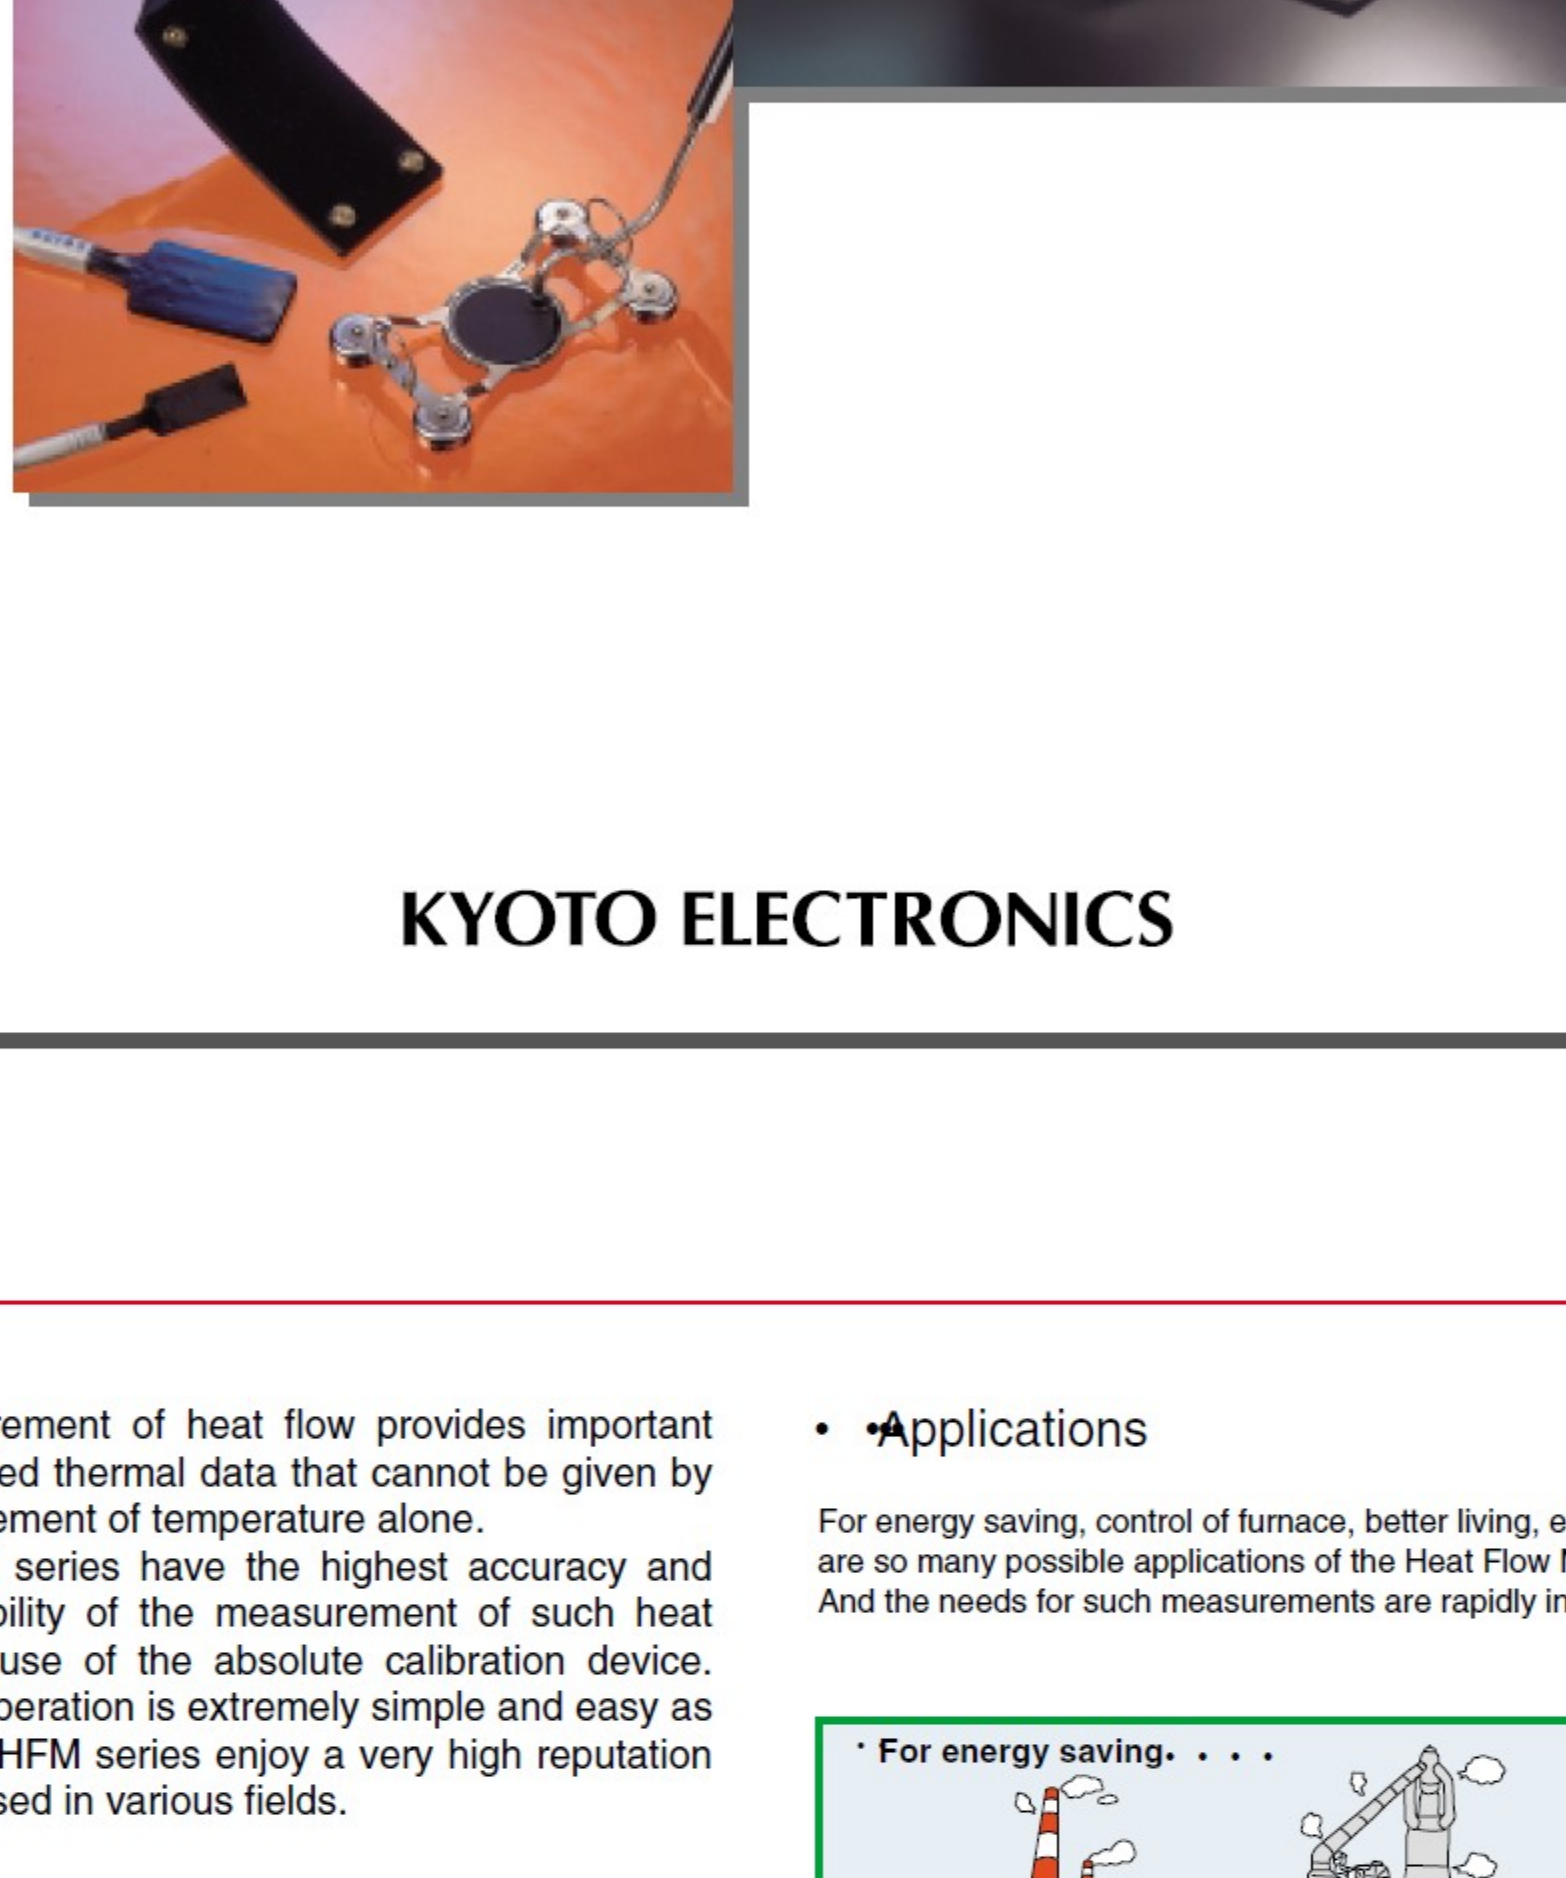 KYOTO ELECTRONICS
rement of heat flow provides important
ed thermal data that cannot be given by
ement of temperature alone.
series have the highest accuracy and
bility of the measurement of such heat
use of the absolute calibration device.
peration is extremely simple and easy as
HFM series enjoy a very high reputation
sed in various fields.
• •Applications
For energy saving, control of furnace, better living, e
are so many possible applications of the Heat Flow M
And the needs for such measurements are rapidly in
· For energy saving· · · ·